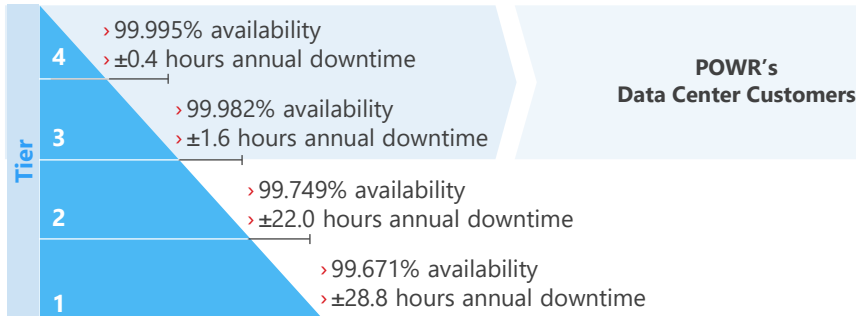 Tier
4
› 99.995% availability
› ±0.4 hours annual downtime
POWR's
Data Center Customers
3
› 99.982% availability
› ±1.6 hours annual downtime
2
› 99.749% availability
› ±22.0 hours annual downtime
1
› 99.671% availability
› ±28.8 hours annual downtime